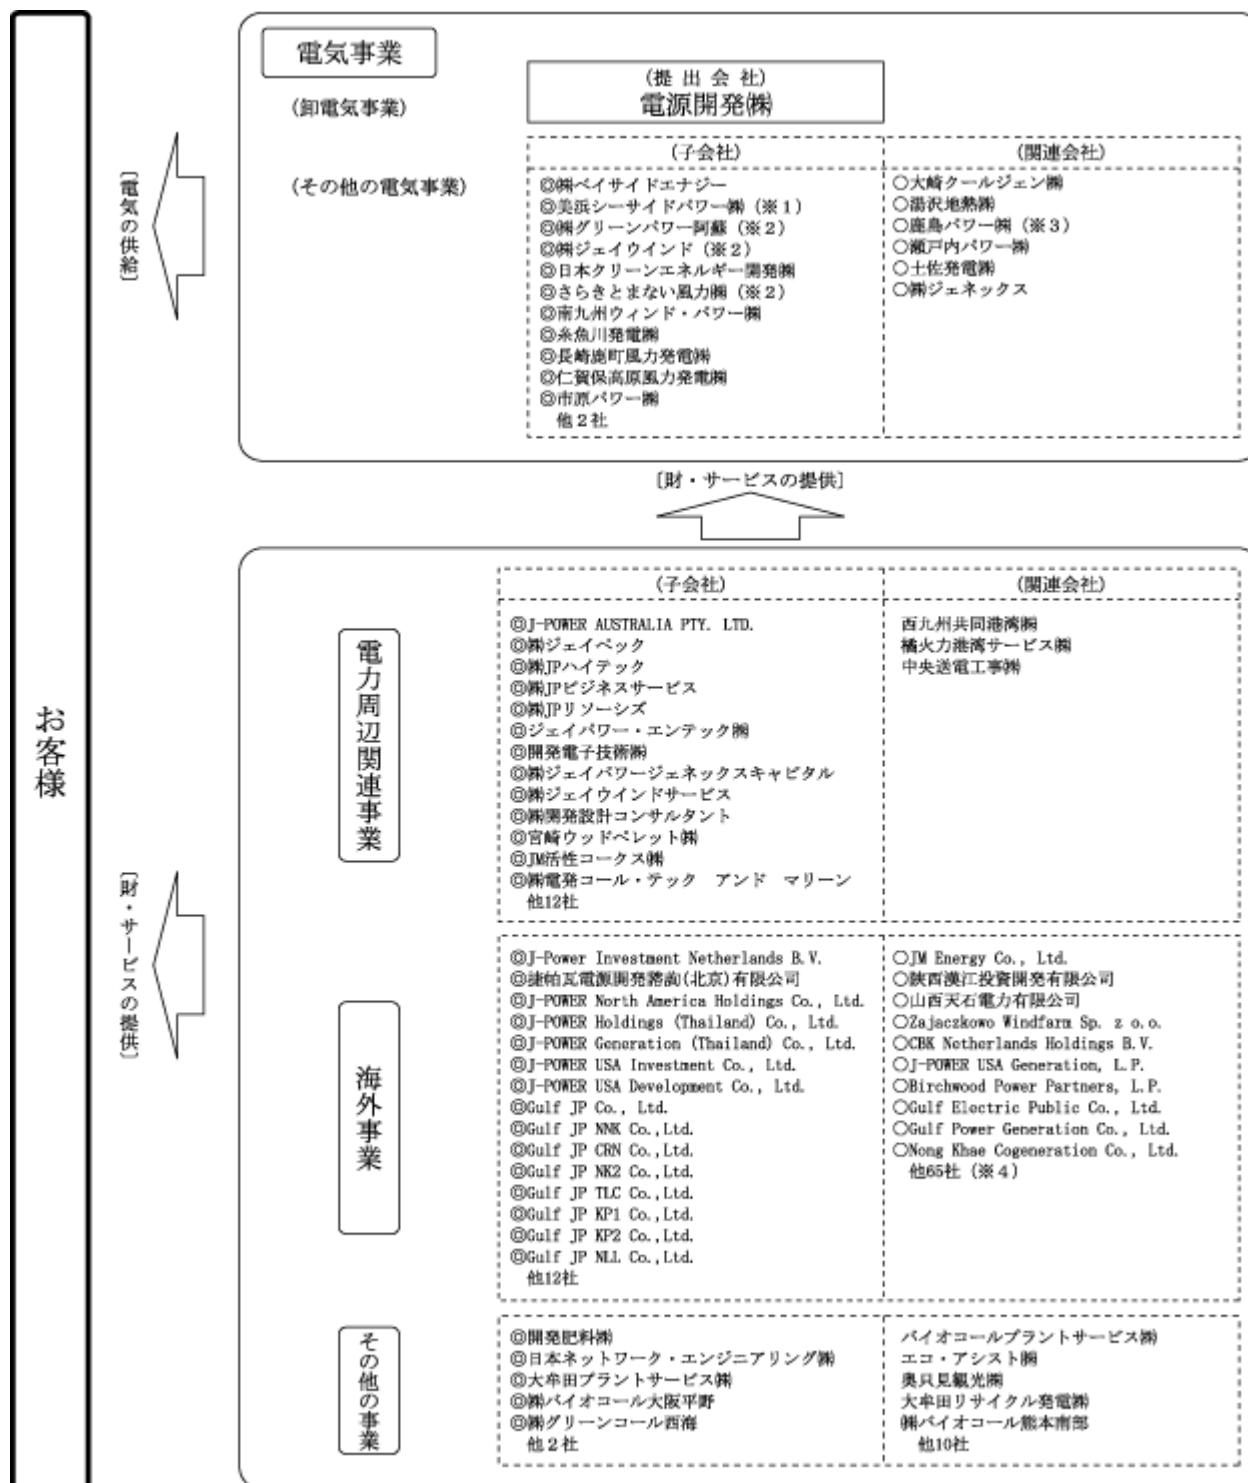 お客様
[電気の供給]
[財・サービスの提供]
電気事業
(卸電気事業)
(提出会社)
電源開発㈱
(その他の電気事業)
(子会社)
◎㈱ベイサイドエナジー
◎美浜シーサイドパワー㈱(※1)
◎㈱グリーンパワー阿蘇(※2)
◎㈱ジェイウインド(※2)
◎日本クリーンエネルギー開発㈱
◎さらきとまない風力㈱(※2)
◎南九州ウィンド・パワー㈱
◎糸魚川発電㈱
◎長崎鹿町風力発電㈱
◎仁賀保高原風力発電㈱
◎市原パワー㈱
他2社
(関連会社)
○大崎クールジェン㈱
○湯沢地熱㈱
○鹿島パワー㈱(※3)
○瀬戸内パワー㈱
○土佐発電㈱
○㈱ジェネックス
[財・サービスの提供]
電力周辺関連事業
(子会社)
◎J-POWER AUSTRALIA PTY. LTD.
◎㈱ジェイペック
◎㈱JPハイテック
◎㈱JPビジネスサービス
◎㈱JPリソーシズ
◎ジェイパワー・エンテック㈱
◎開発電子技術㈱
◎㈱ジェイパワージェネックスキャピタル
◎㈱ジェイウインドサービス
◎㈱開発設計コンサルタント
◎宮崎ウッドペレット㈱
◎JM活性コークス㈱
◎㈱電発コール・テック アンド マリーン
他12社
(関連会社)
西九州共同港湾㈱
橘火力港湾サービス㈱
中央送電工事㈱
海外事業
◎J-Power Investment Netherlands B.V.
◎捷帕瓦電源開発諮詢(北京)有限公司
◎J-POWER North America Holdings Co., Ltd.
◎J-POWER Holdings (Thailand) Co., Ltd.
◎J-POWER Generation (Thailand) Co., Ltd.
◎J-POWER USA Investment Co., Ltd.
◎J-POWER USA Development Co., Ltd.
◎Gulf JP Co., Ltd.
◎Gulf JP NNK Co.,Ltd.
◎Gulf JP CRN Co.,Ltd.
◎Gulf JP NK2 Co.,Ltd.
◎Gulf JP TLC Co.,Ltd.
◎Gulf JP KP1 Co.,Ltd.
◎Gulf JP KP2 Co.,Ltd.
◎Gulf JP NLL Co.,Ltd.
他12社
○JM Energy Co., Ltd.
○陝西漢江投資開発有限公司
○山西天石電力有限公司
○Zajaczkowo Windfarm Sp. z o.o.
○CBK Netherlands Holdings B.V.
○J-POWER USA Generation, L.P.
○Birchwood Power Partners, L.P.
○Gulf Electric Public Co., Ltd.
○Gulf Power Generation Co., Ltd.
○Nong Khae Cogeneration Co., Ltd.
他65社(※4)
その他の事業
◎開発肥料㈱
◎日本ネットワーク・エンジニアリング㈱
◎大牟田プラントサービス㈱
◎㈱バイオコール大阪平野
◎㈱グリーンコール西海
他2社
バイオコールプラントサービス㈱
エコ・アシスト㈱
奥只見観光㈱
大牟田リサイクル発電㈱
㈱バイオコール熊本南部
他10社